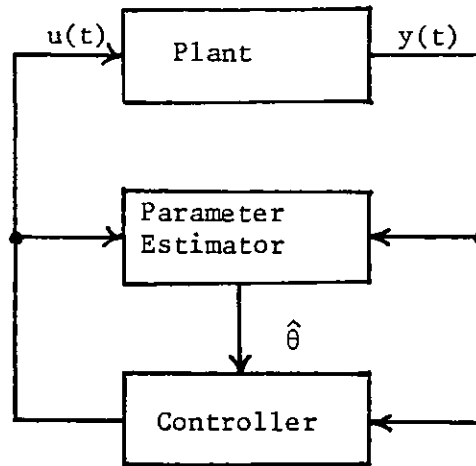 u(t)
Plant
y(t)
Parameter
Estimator
θ̂
Controller